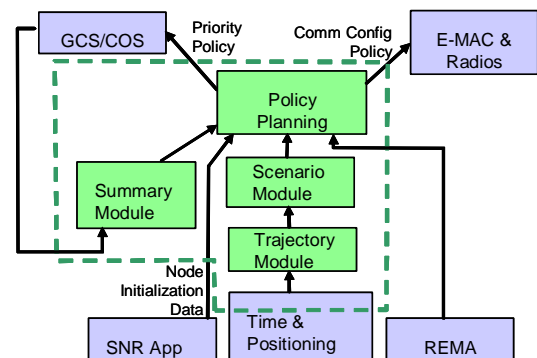 GCS/COS
Priority
Policy
Comm Config
Policy
E-MAC &
Radios
Policy
Planning
Summary
Module
Scenario
Module
Trajectory
Module
Node
Initialization
Data
SNR App
Time &
Positioning
REMA